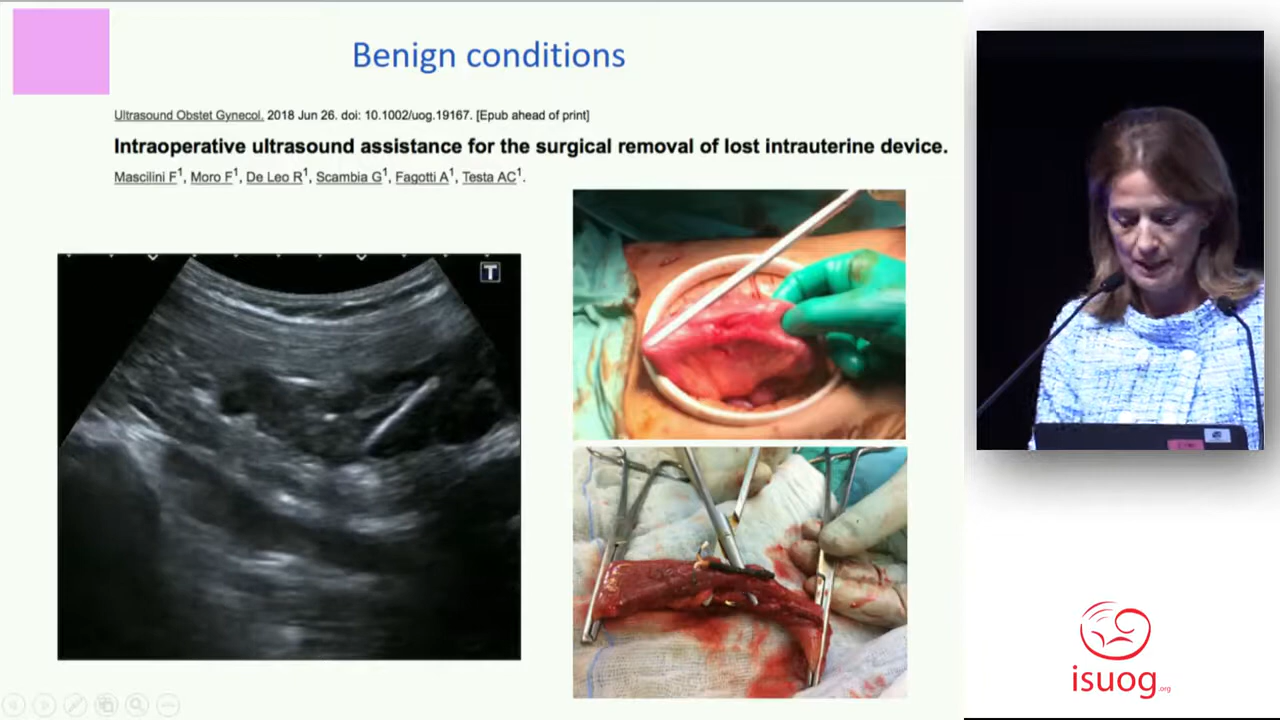 Benign conditions
Ultrasound Obstet Gynecol. 2018 Jun 26. doi: 10.1002/uog.19167. [Epub ahead of print]
Intraoperative ultrasound assistance for the surgical removal of lost intrauterine device.
Mascilini F1, Moro F1, De Leo R1, Scambia G1, Fagotti A1, Testa AC1.
T
isuog.org